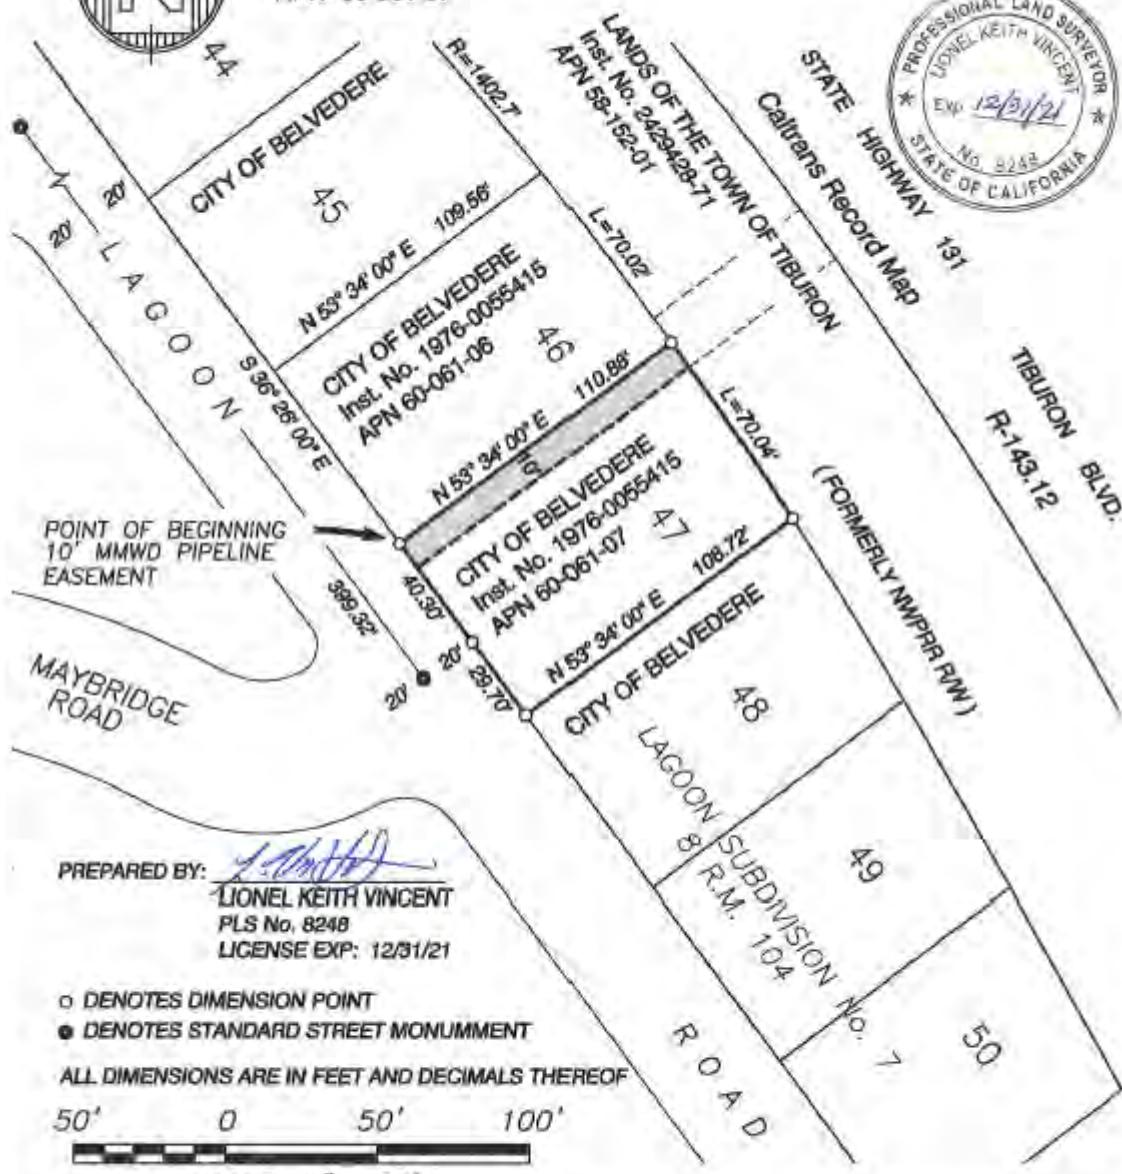 44
CITY OF BELVEDERE
45
R=1402.7'
LANDS OF THE TOWN OF TIBURON
Inst. No. 2429428-71
APN 58-152-01
STATE HIGHWAY 131
Caltrans Record Map
TIBURON BLVD.
R-143.12
PROFESSIONAL LAND SURVEYOR
LIONEL KEITH VINCENT
Exp. 12/31/21
No. 8248
STATE OF CALIFORNIA
20'
20'
LAGOON
N 53° 34' 00" E 109.56'
L=70.02'
S 36° 26' 00" E
CITY OF BELVEDERE
Inst. No. 1976-0055415
APN 60-061-06
46
N 53° 34' 00" E 110.88'
10'
L=70.04'
POINT OF BEGINNING
10' MMWD PIPELINE
EASEMENT
CITY OF BELVEDERE
Inst. No. 1976-0055415
APN 60-061-07
47
(FORMERLY NWPRR R/W)
399.32'
40.30'
20'
20'
29.70'
N 53° 34' 00" E 108.72'
CITY OF BELVEDERE
48
MAYBRIDGE
ROAD
LAGOON SUBDIVISION No. 7
8 R.M. 104
49
50
ROAD
PREPARED BY:
LIONEL KEITH VINCENT
PLS No. 8248
LICENSE EXP: 12/31/21
o DENOTES DIMENSION POINT
● DENOTES STANDARD STREET MONUMMENT
ALL DIMENSIONS ARE IN FEET AND DECIMALS THEREOF
50' 0 50' 100'